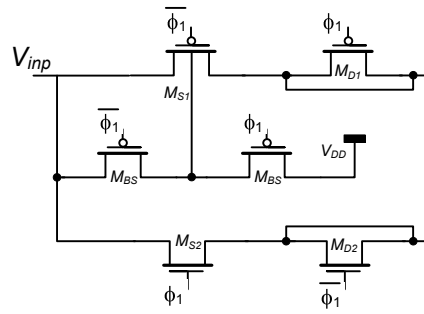 ϕ̅₁ ϕ₁
V_inp
M_D1
M_S1
ϕ̅₁ ϕ₁
V_DD
M_BS M_BS
M_S2 M_D2
ϕ₁ ϕ̅₁